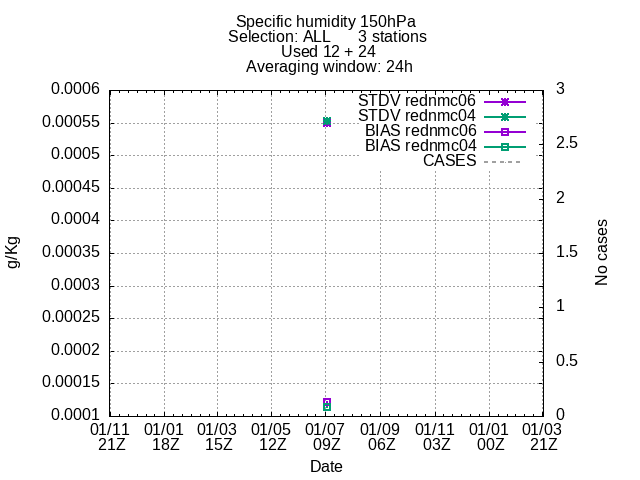 Specific humidity 150hPa
Selection: ALL      3 stations
Used 12 + 24
Averaging window: 24h
STDV rednmc06
STDV rednmc04
BIAS rednmc06
BIAS rednmc04
CASES
0.0006
0.00055
0.0005
0.00045
0.0004
0.00035
0.0003
0.00025
0.0002
0.00015
0.0001
g/Kg
3
2.5
2
1.5
1
0.5
0
No cases
01/11 01/01 01/03 01/05 01/07 01/09 01/11 01/01 01/03
21Z 18Z 15Z 12Z 09Z 06Z 03Z 00Z 21Z
Date